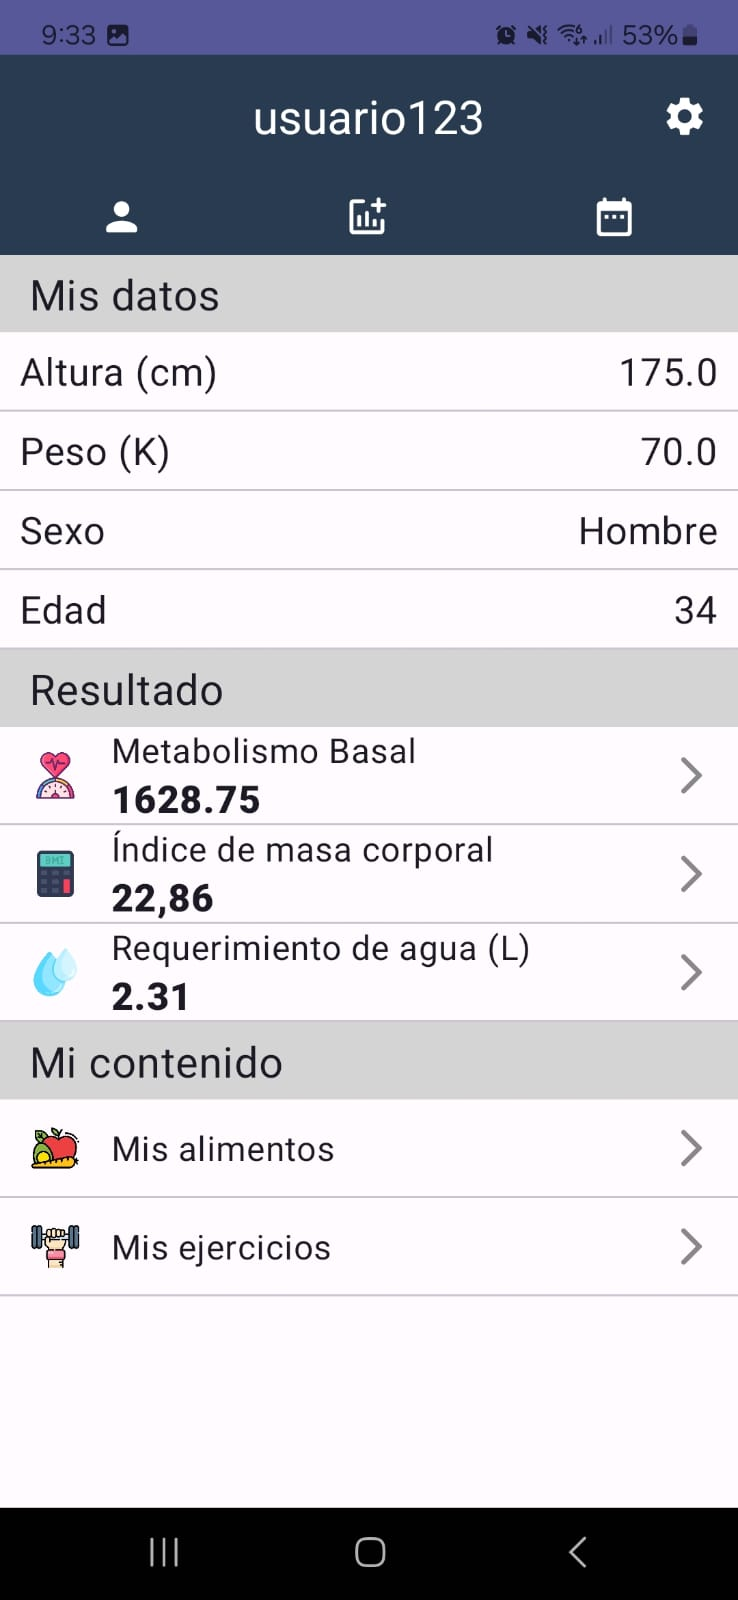 9:33 53%
usuario123
Mis datos
Altura (cm) 175.0
Peso (K) 70.0
Sexo Hombre
Edad 34
Resultado
Metabolismo Basal
1628.75
BMI
Índice de masa corporal
22,86
Requerimiento de agua (L)
2.31
Mi contenido
Mis alimentos
Mis ejercicios